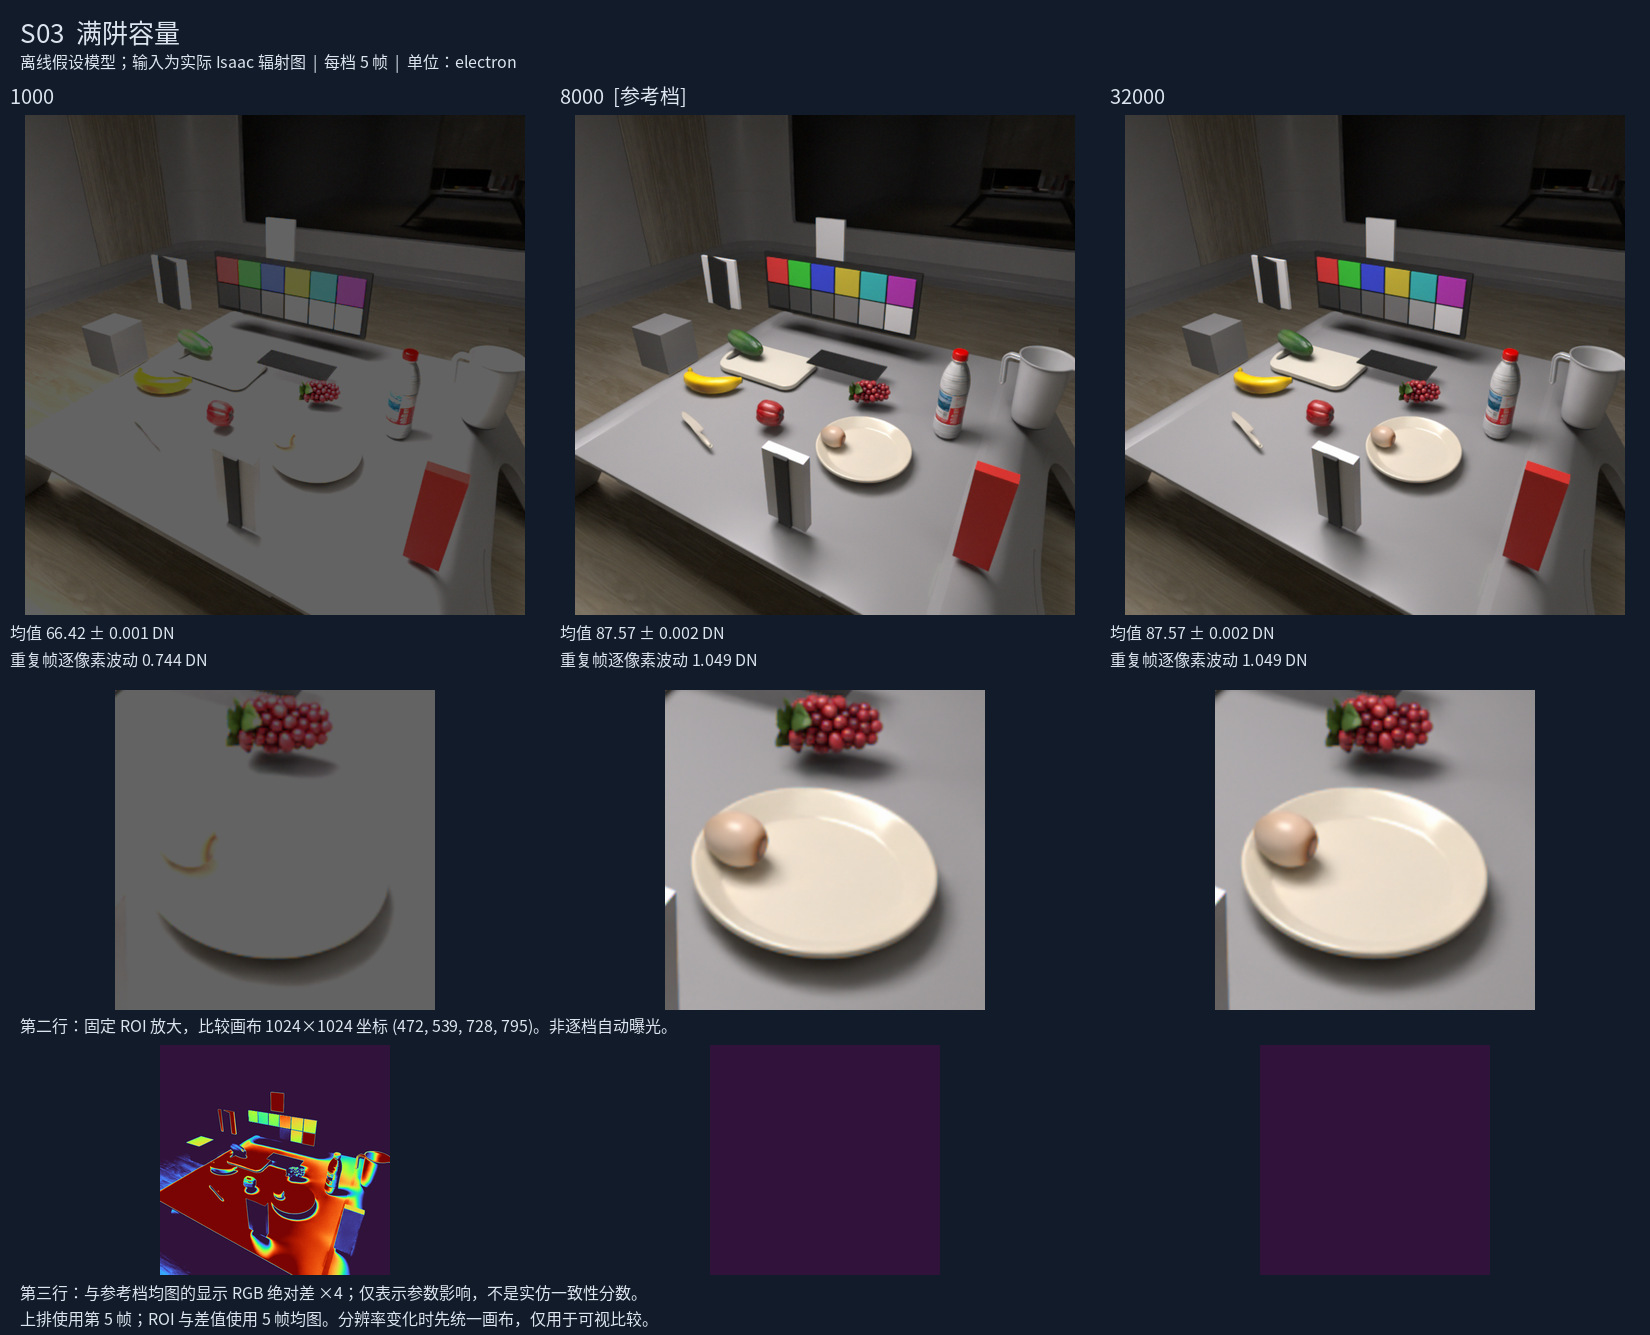 S03 满阱容量
离线假设模型；输入为实际 Isaac 辐射图 | 每档 5 帧 | 单位：electron
1000
8000 [参考档]
32000
均值 66.42 ± 0.001 DN
重复帧逐像素波动 0.744 DN
均值 87.57 ± 0.002 DN
重复帧逐像素波动 1.049 DN
均值 87.57 ± 0.002 DN
重复帧逐像素波动 1.049 DN
第二行：固定 ROI 放大，比较画布 1024×1024 坐标 (472, 539, 728, 795)。非逐档自动曝光。
第三行：与参考档均图的显示 RGB 绝对差 ×4；仅表示参数影响，不是实仿一致性分数。
上排使用第 5 帧；ROI 与差值使用 5 帧均图。分辨率变化时先统一画布，仅用于可视比较。